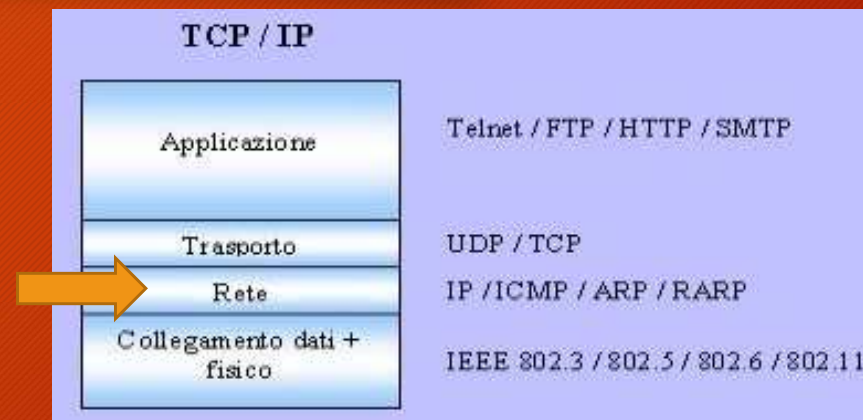 TCP / IP
Applicazione
Telnet / FTP / HTTP / SMTP
Trasporto
UDP / TCP
Rete
IP /ICMP / ARP / RARP
Collegamento dati +
fisico
IEEE 802.3 / 802.5 / 802.6 / 802.11